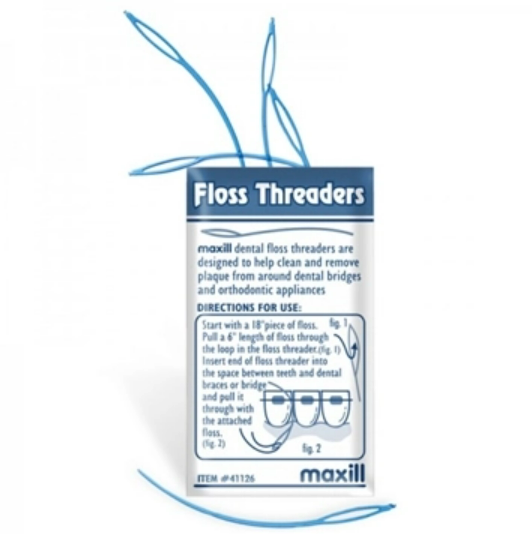 Floss Threaders
maxill dental floss threaders are
designed to help clean and remove
plaque from around dental bridges
and orthodontic appliances
DIRECTIONS FOR USE:
Start with a 18" piece of floss. fig. 1
Pull a 6" length of floss through
the loop in the floss threader.(fig. 1)
Insert end of floss threader into
the space between teeth and dental
braces or bridge
and pull it
through with
the attached
floss.
(fig. 2)
fig. 2
ITEM #41126 maxill